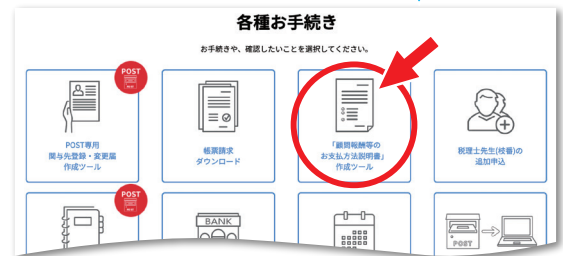 各種お手続き
お手続きや、確認したいことを選択してください。
POST
POST専用
関与先登録・変更届
作成ツール
帳票請求
ダウンロード
「顧問報酬等の
お支払方法説明書」
作成ツール
税理士先生(枝番)の
追加申込
POST
BANK
POST